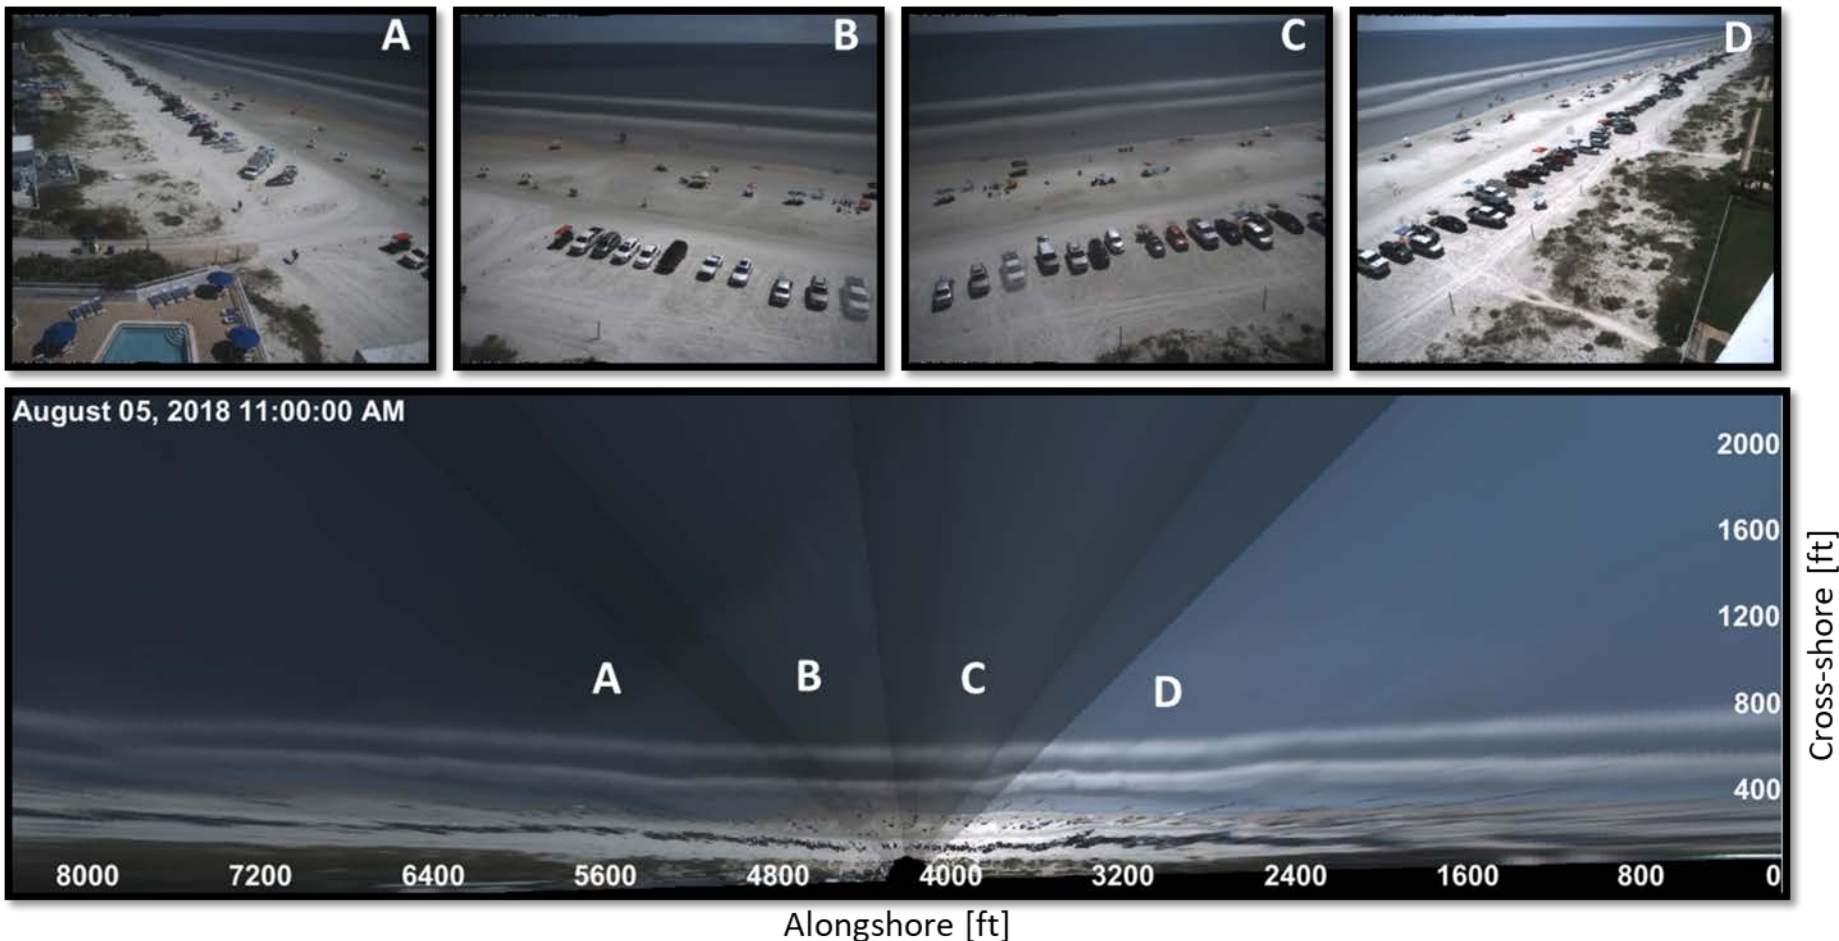 A
B
C
D
August 05, 2018 11:00:00 AM
2000
1600
1200
800
400
A
B
C
D
8000 7200 6400 5600 4800 4000 3200 2400 1600 800 0
Cross-shore [ft]
Alongshore [ft]